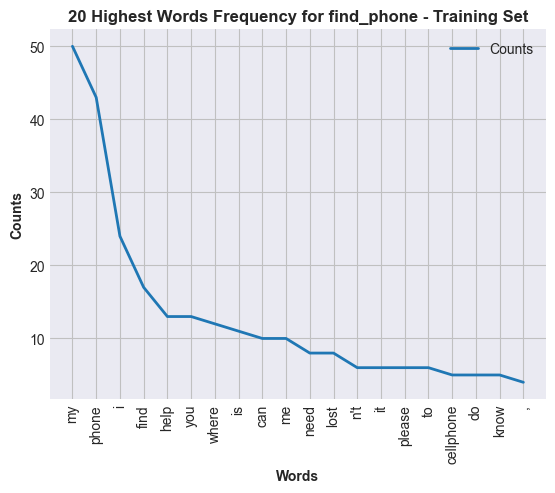 20 Highest Words Frequency for find_phone - Training Set
Counts
50
40
30
20
10
Counts
my
phone
i
find
help
you
where
is
can
me
need
lost
n't
it
please
to
cellphone
do
know
,
Words